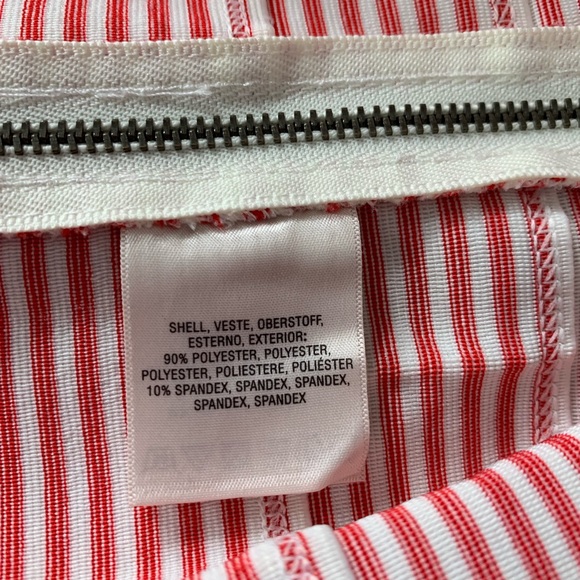 SHELL, VESTE, OBERSTOFF,
ESTERNO, EXTERIOR:
90% POLYESTER, POLYESTER,
POLYESTER, POLIESTERE, POLIÉSTER
10% SPANDEX, SPANDEX, SPANDEX,
SPANDEX, SPANDEX